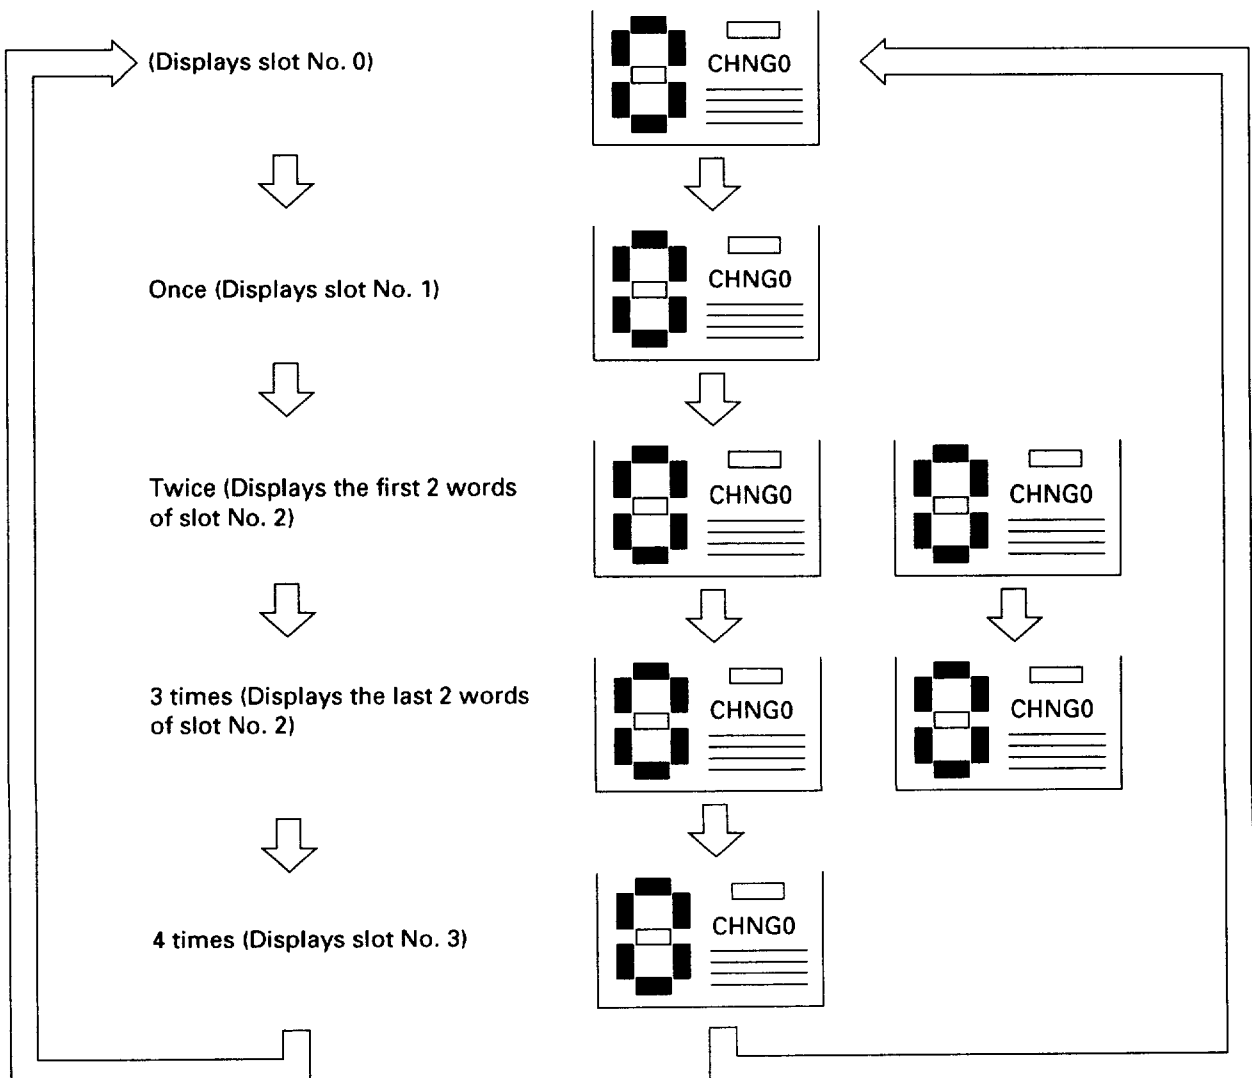 (Displays slot No. 0)
CHNG0
Once (Displays slot No. 1)
CHNG0
Twice (Displays the first 2 words
of slot No. 2)
CHNG0
CHNG0
3 times (Displays the last 2 words
of slot No. 2)
CHNG0
CHNG0
4 times (Displays slot No. 3)
CHNG0